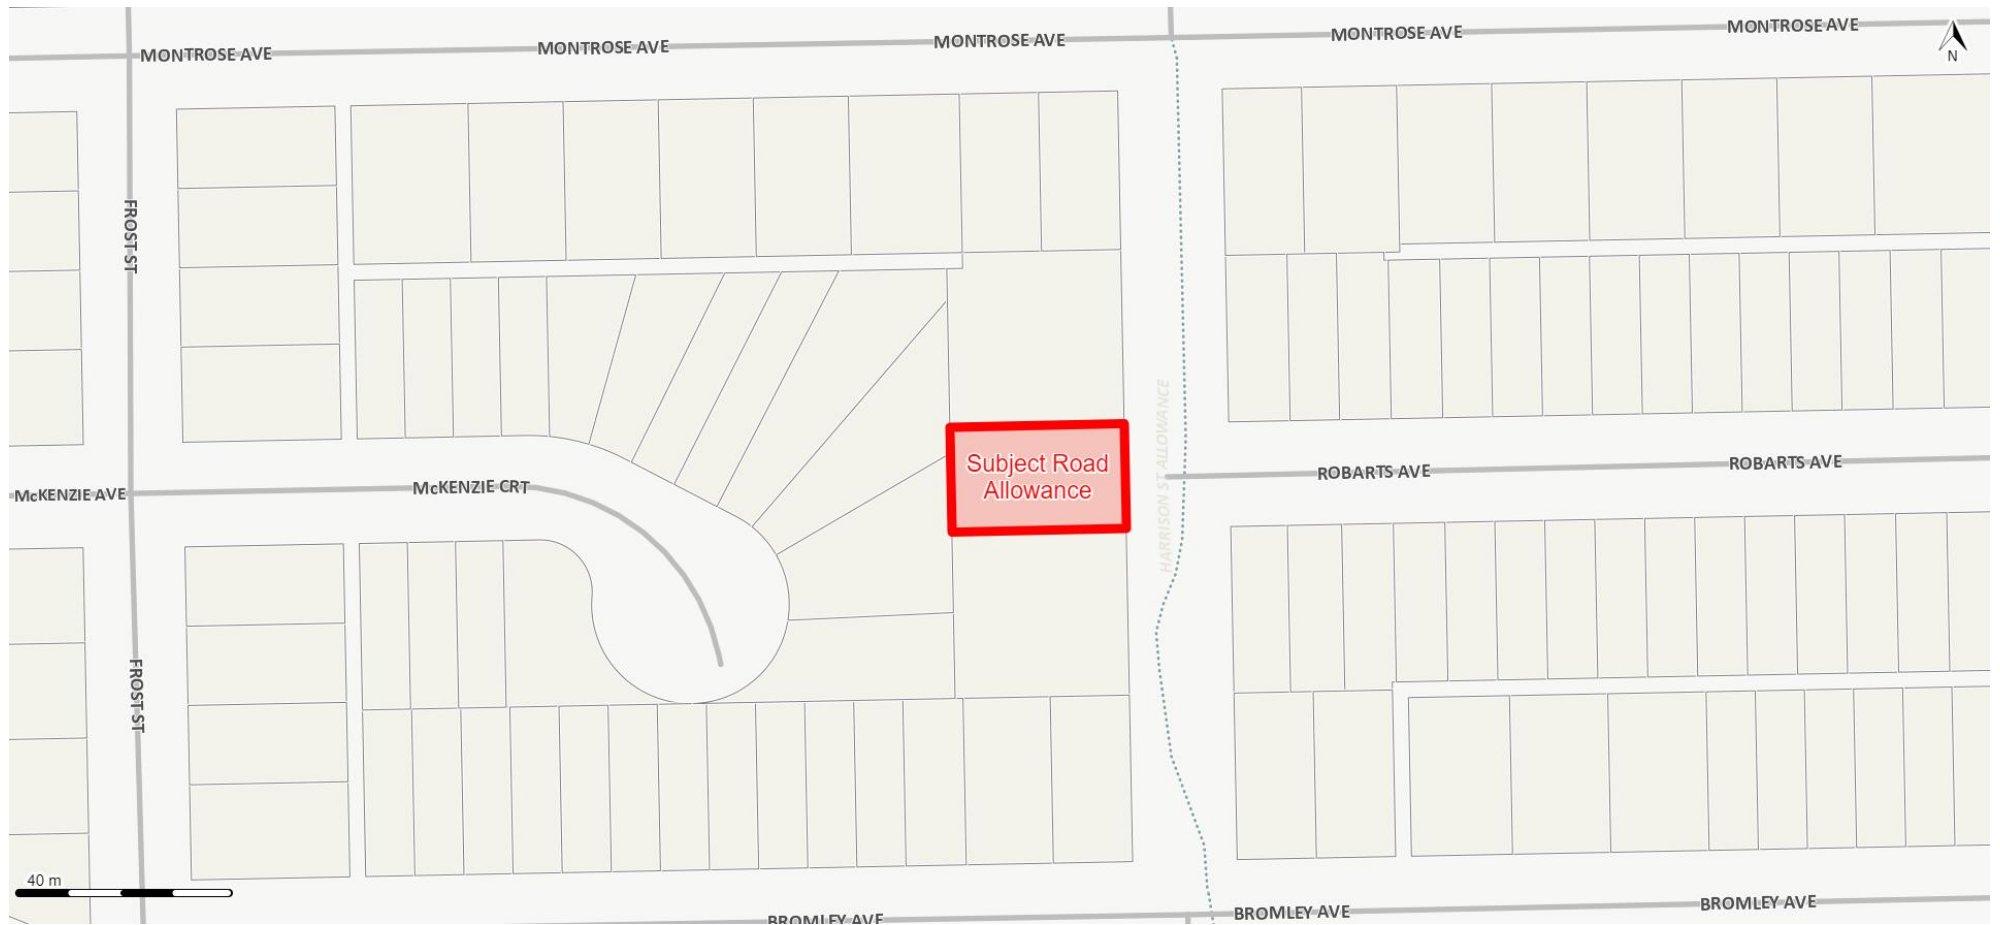 MONTROSE AVE
MONTROSE AVE
MONTROSE AVE
MONTROSE AVE
MONTROSE AVE
N
FROST ST
HARRISON ST ALLOWANCE
Subject Road
Allowance
ROBARTS AVE
ROBARTS AVE
McKENZIE AVE
McKENZIE CRT
FROST ST
40 m
BROMLEY AVE
BROMLEY AVE
BROMLEY AVE